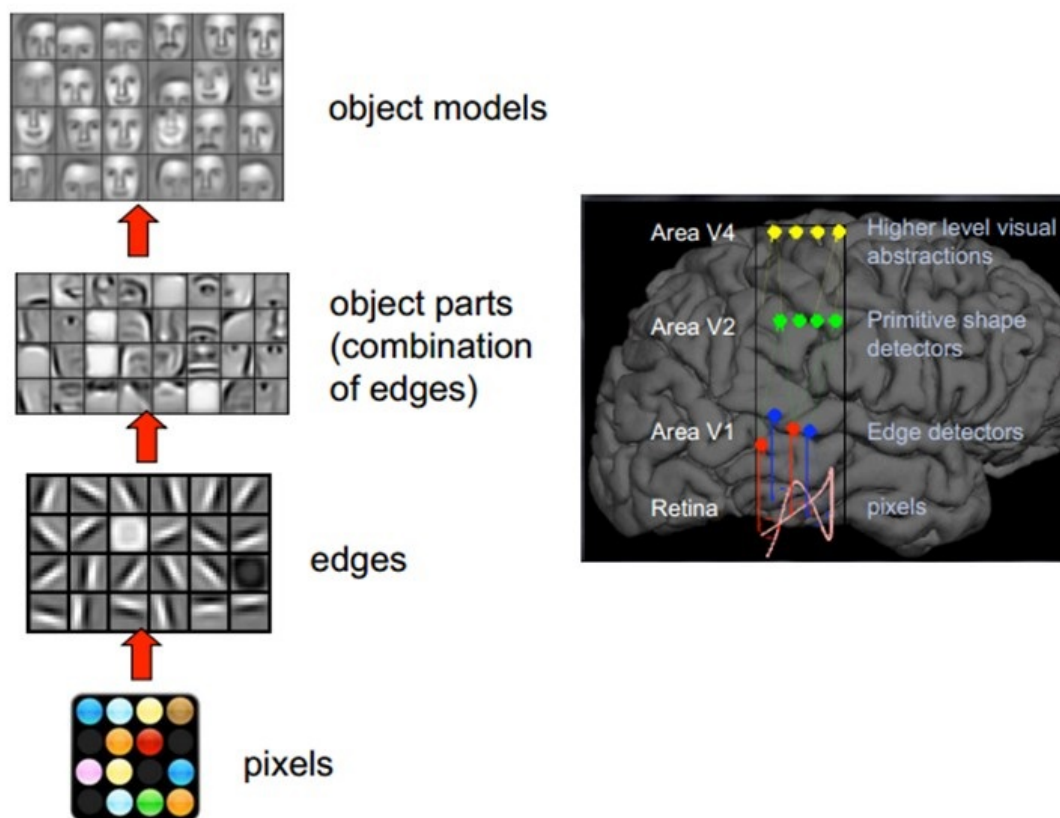 object models
object parts
(combination
of edges)
edges
pixels
Area V4
Higher level visual
abstractions
Area V2
Primitive shape
detectors
Area V1
Edge detectors
Retina
pixels